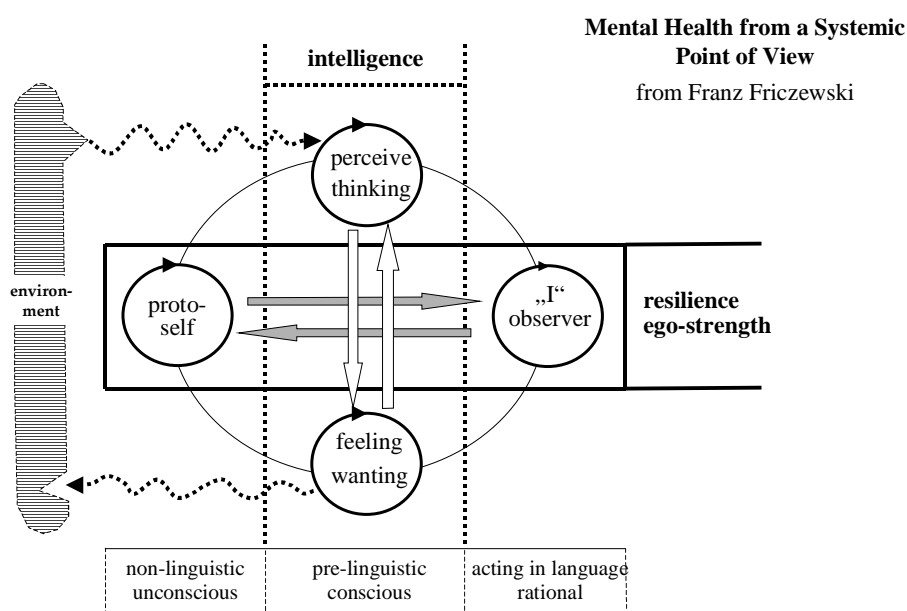 Mental Health from a Systemic
Point of View
from Franz Friczewski
intelligence
perceive
thinking
environ-
ment
proto-
self
„I“
observer
resilience
ego-strength
feeling
wanting
non-linguistic
unconscious
pre-linguistic
conscious
acting in language
rational